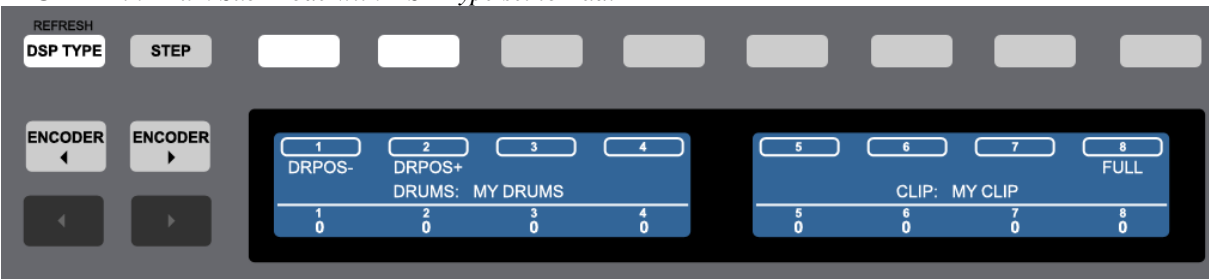 REFRESH
DSP TYPE STEP
ENCODER ENCODER
1 2 3 4 5 6 7 8
DRPOS- DRPOS+ FULL
DRUMS: MY DRUMS CLIP: MY CLIP
1 2 3 4 5 6 7 8
0 0 0 0 0 0 0 0